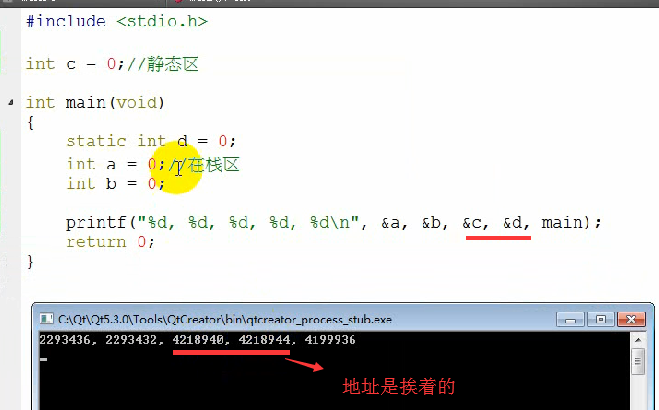 #include <stdio.h>
int c = 0;//静态区
int main(void)
{
static int d = 0;
int a = 0;//在栈区
int b = 0;
printf("%d, %d, %d, %d, %d\n", &a, &b, &c, &d, main);
return 0;
}
C:\Qt\Qt5.3.0\Tools\QtCreator\bin\qtcreator_process_stub.exe
2293436, 2293432, 4218940, 4218944, 4199936
地址是挨着的